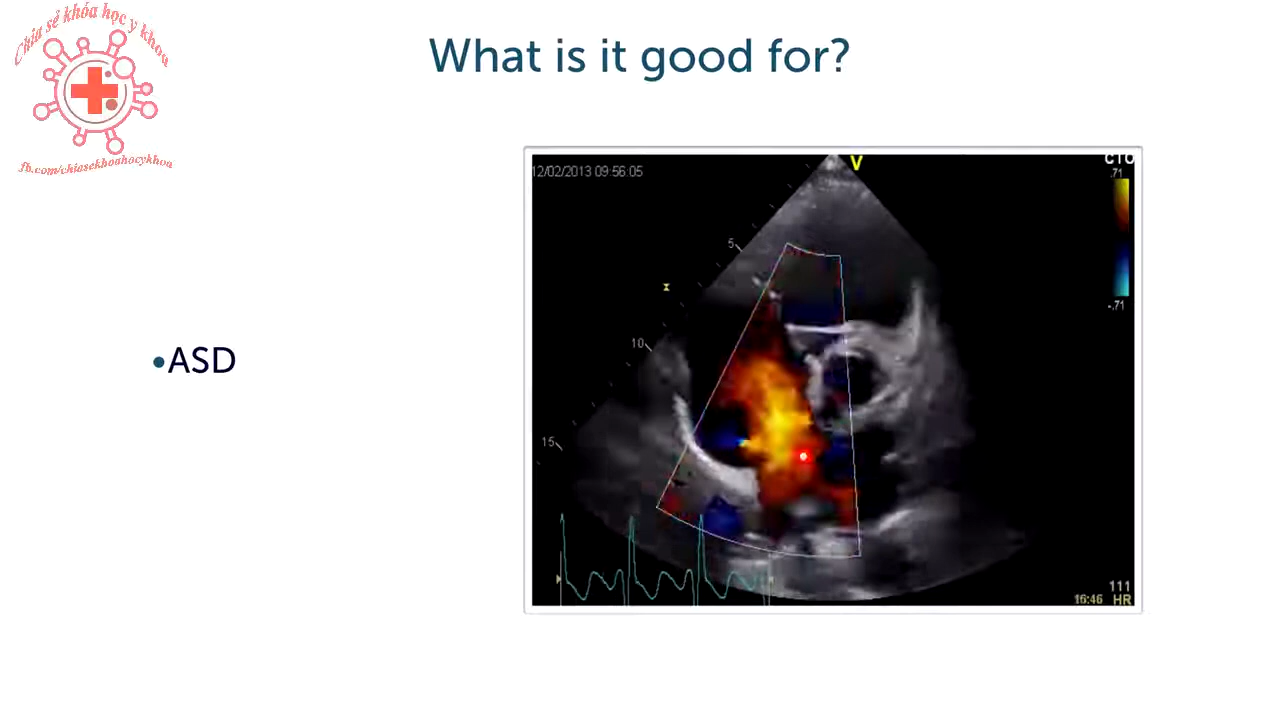 Chia sẻ khóa học y khoa
fb.com/chiasekhoahocykhoa
What is it good for?
•ASD
12/02/2013 09:56:05
V
CTO
.71
-.71
5
10
15
111
HR
16:46